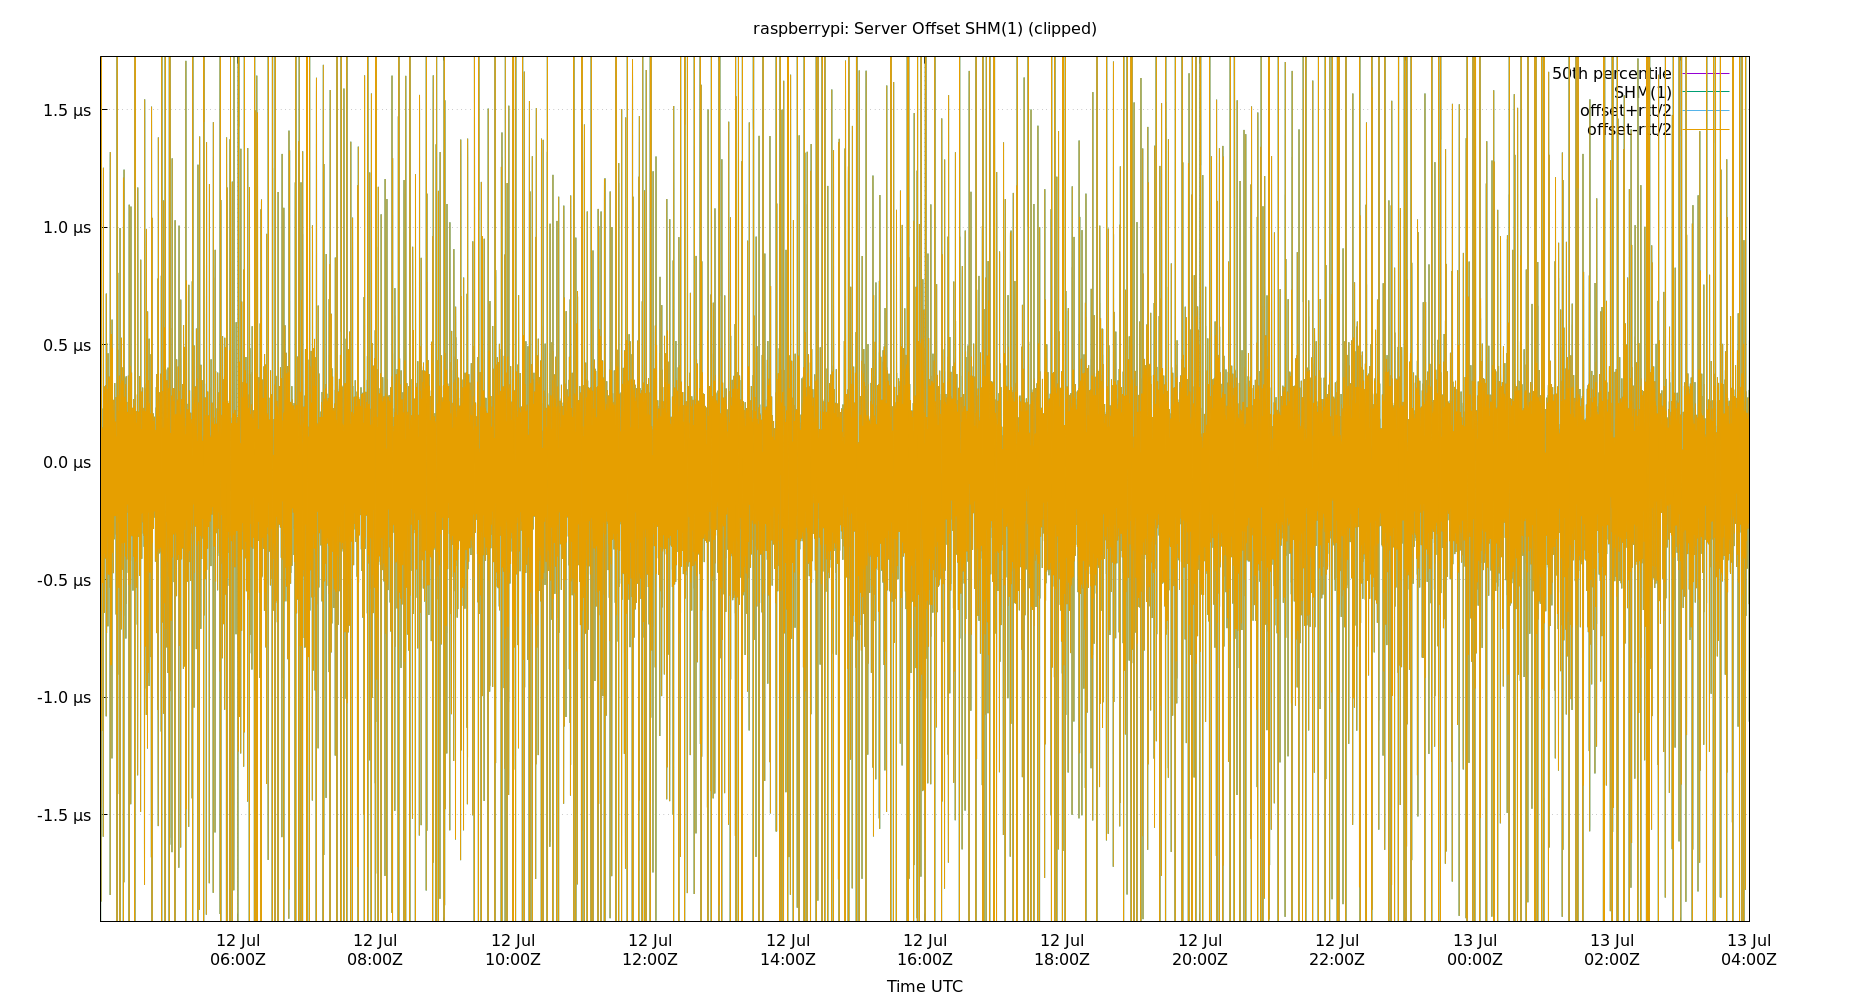 raspberrypi: Server Offset SHM(1) (clipped)
50th percentile
SHM(1)
offset+rtt/2
offset-rtt/2
1.5 µs
1.0 µs
0.5 µs
0.0 µs
-0.5 µs
-1.0 µs
-1.5 µs
12 Jul 12 Jul 12 Jul 12 Jul 12 Jul 12 Jul 12 Jul 12 Jul 12 Jul 13 Jul 13 Jul 13 Jul
06:00Z 08:00Z 10:00Z 12:00Z 14:00Z 16:00Z 18:00Z 20:00Z 22:00Z 00:00Z 02:00Z 04:00Z
Time UTC